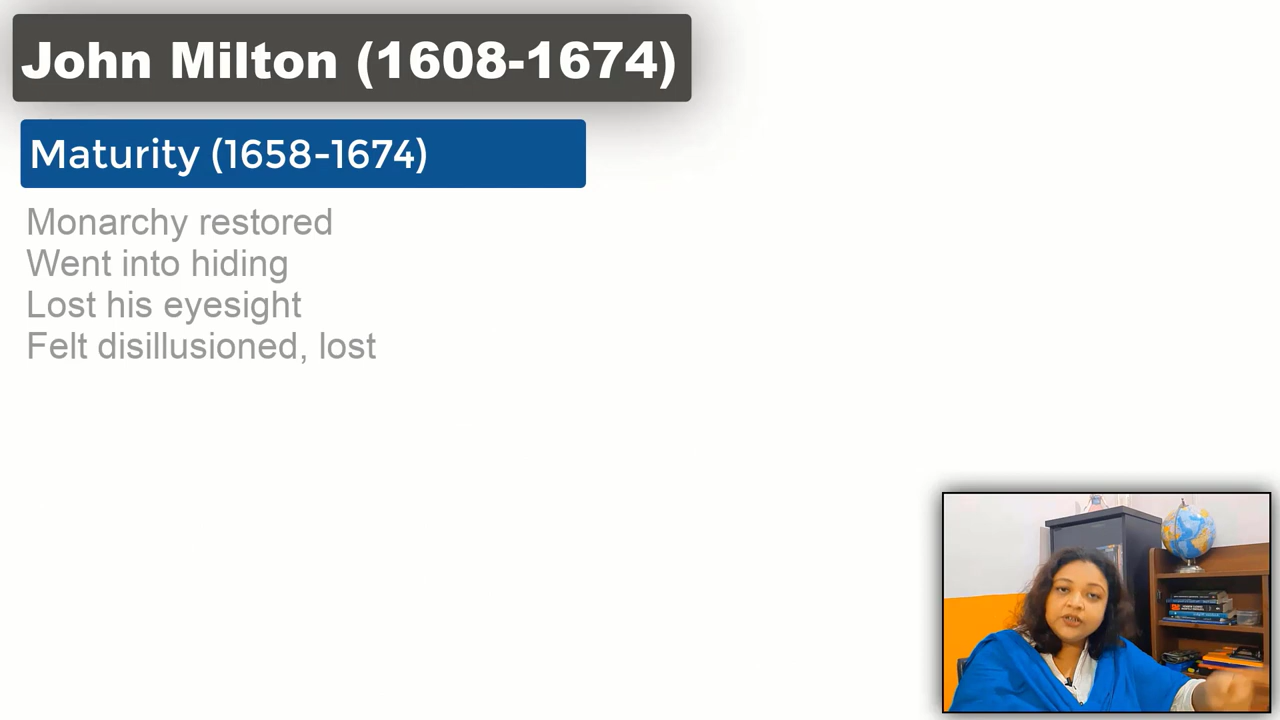 John Milton (1608-1674)
Maturity (1658-1674)
Monarchy restored
Went into hiding
Lost his eyesight
Felt disillusioned, lost